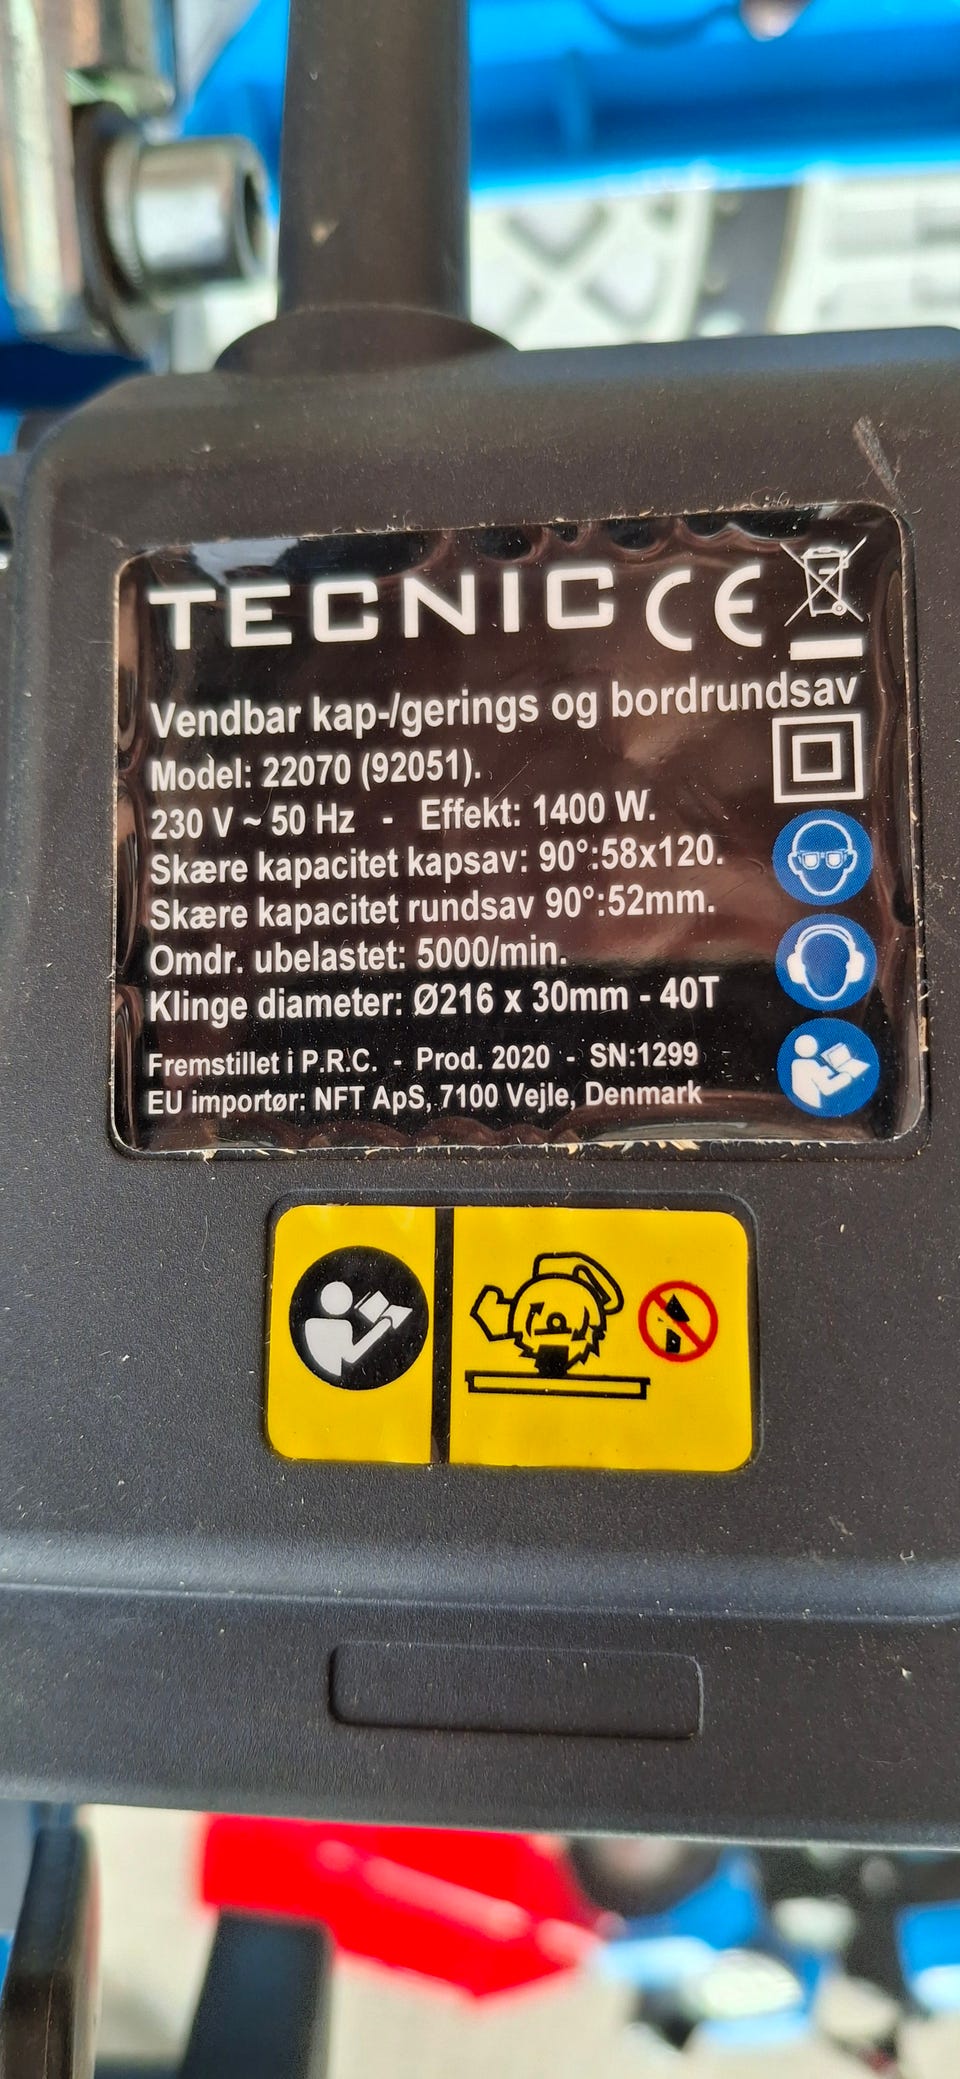 TECNIC CE
Vendbar kap-/gerings og bordrundsav
Model: 22070 (92051).
230 V ~ 50 Hz - Effekt: 1400 W.
Skære kapacitet kapsav: 90°:58x120.
Skære kapacitet rundsav 90°:52mm.
Omdr. ubelastet: 5000/min.
Klinge diameter: Ø216 x 30mm - 40T
Fremstillet i P.R.C. - Prod. 2020 - SN:1299
EU importør: NFT ApS, 7100 Vejle, Denmark